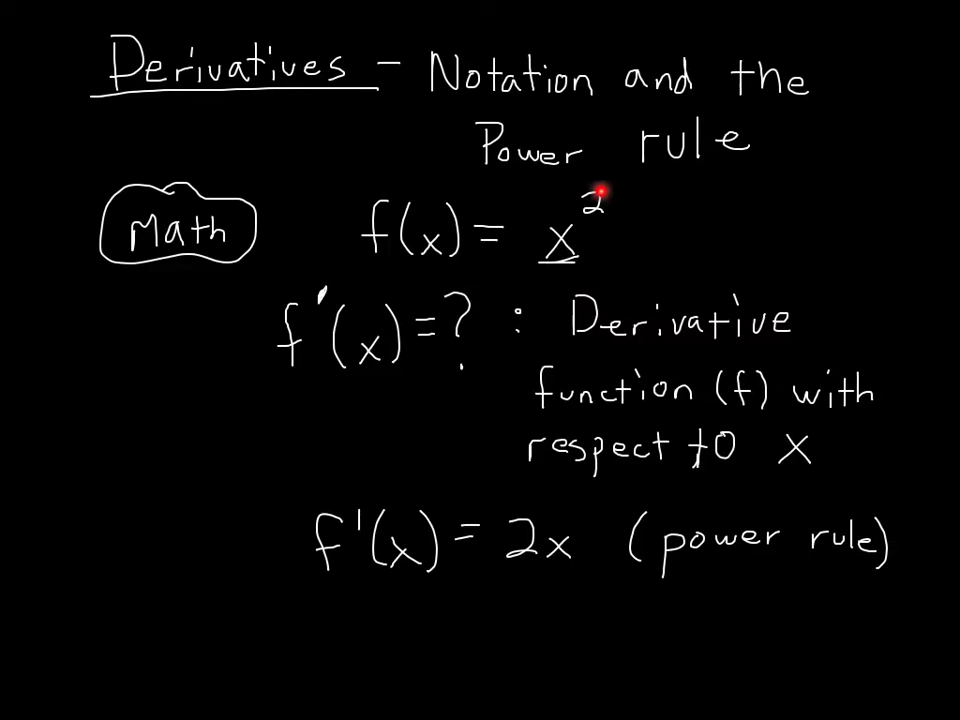 Derivatives - Notation and the
Power rule
Math
f(x) = x²
f'(x) = ? : Derivative
function (f) with
respect to x
f'(x) = 2x (power rule)